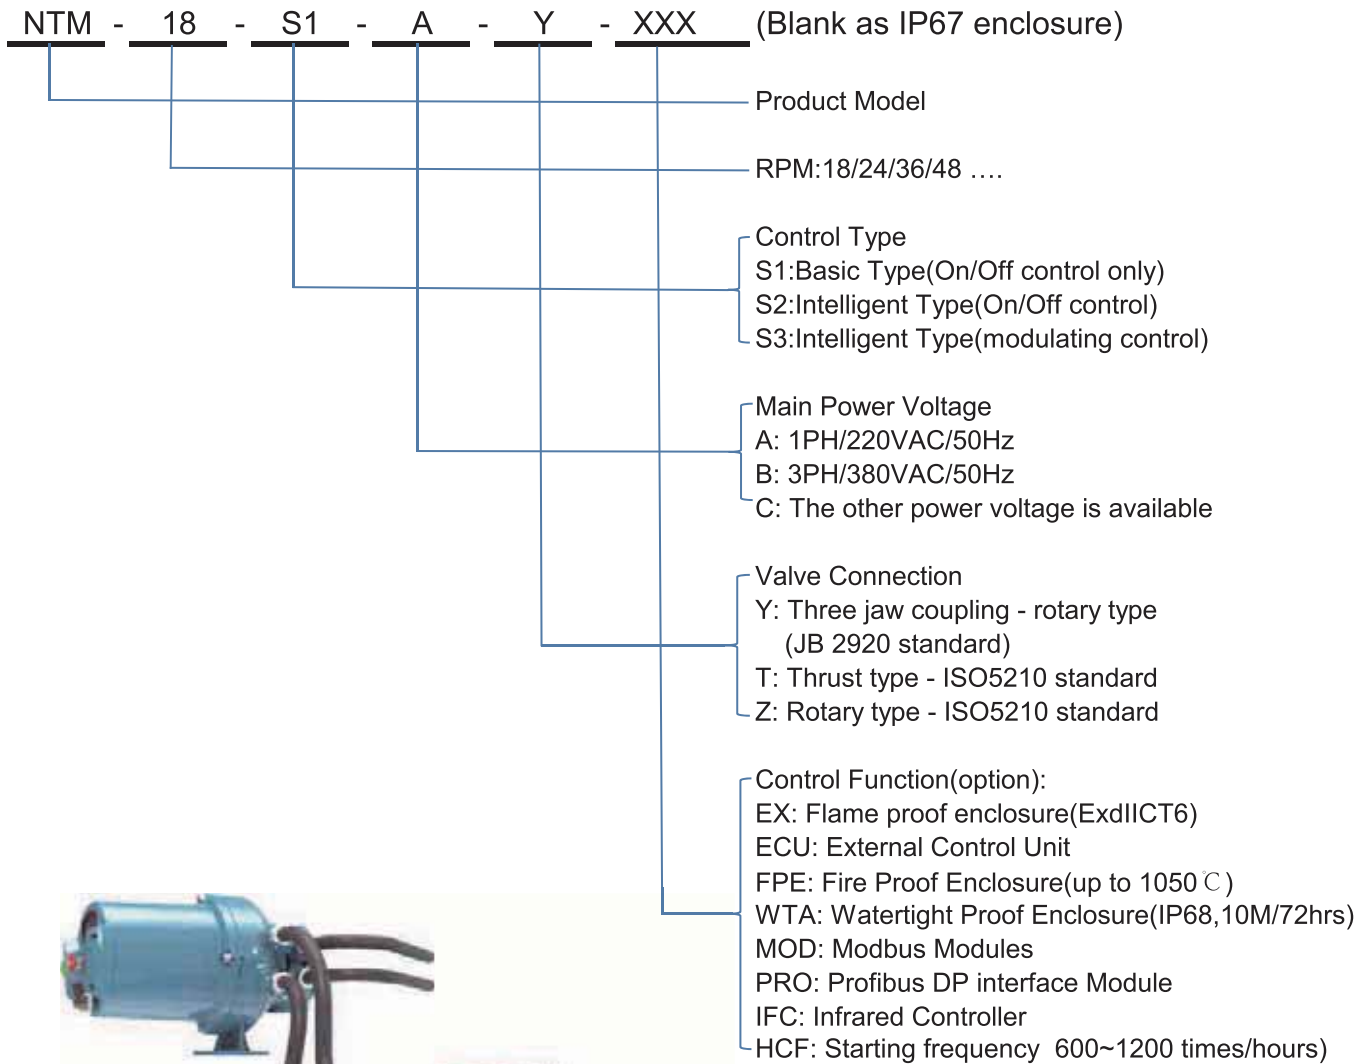 NTM - 18 - S1 - A - Y - XXX (Blank as IP67 enclosure)
Product Model
RPM:18/24/36/48 ....
Control Type
S1:Basic Type(On/Off control only)
S2:Intelligent Type(On/Off control)
S3:Intelligent Type(modulating control)
Main Power Voltage
A: 1PH/220VAC/50Hz
B: 3PH/380VAC/50Hz
C: The other power voltage is available
Valve Connection
Y: Three jaw coupling - rotary type
(JB 2920 standard)
T: Thrust type - ISO5210 standard
Z: Rotary type - ISO5210 standard
Control Function(option):
EX: Flame proof enclosure(ExdIICT6)
ECU: External Control Unit
FPE: Fire Proof Enclosure(up to 1050℃)
WTA: Watertight Proof Enclosure(IP68,10M/72hrs)
MOD: Modbus Modules
PRO: Profibus DP interface Module
IFC: Infrared Controller
HCF: Starting frequency 600~1200 times/hours)